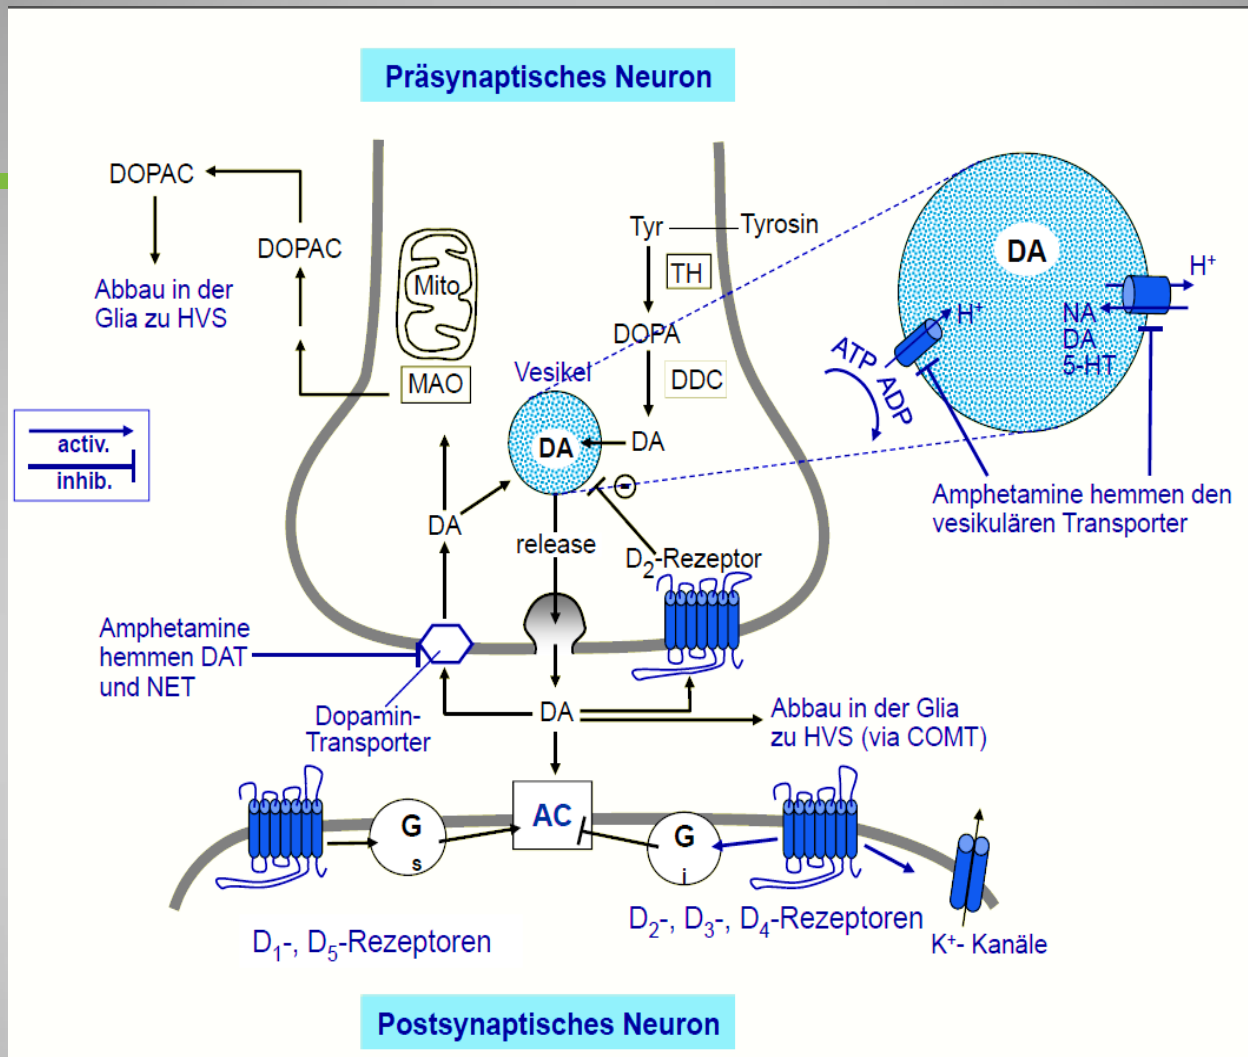 Präsynaptisches Neuron
DOPAC
DOPAC
Abbau in der
Glia zu HVS
Mito
MAO
Tyr
Tyrosin
TH
DOPA
DDC
DA
Vesikel
DA
DA
H⁺
NA
DA
5-HT
H⁺
ATP
ADP
activ.
inhib.
Amphetamine hemmen den
vesikulären Transporter
DA
release
-
D₂-Rezeptor
Amphetamine
hemmen DAT
und NET
Dopamin-
Transporter
DA
Abbau in der Glia
zu HVS (via COMT)
G
s
AC
G
i
D₁-, D₅-Rezeptoren
D₂-, D₃-, D₄-Rezeptoren
K⁺- Kanäle
Postsynaptisches Neuron